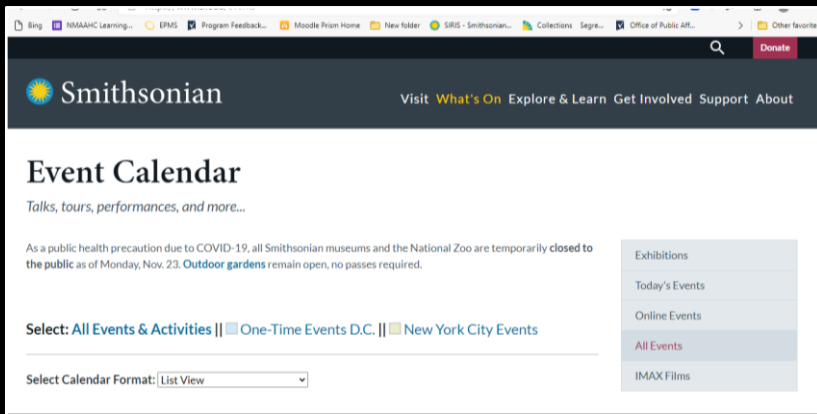 Bing NMAAHC Learning... EPMS Program Feedback... Moodle Prism Home New folder SIRIS - Smithsonian... Collections Segre... Office of Public Aff... Other favorite
Donate
Smithsonian
Visit What's On Explore & Learn Get Involved Support About
Event Calendar
Talks, tours, performances, and more...
As a public health precaution due to COVID-19, all Smithsonian museums and the National Zoo are temporarily closed to
the public as of Monday, Nov. 23. Outdoor gardens remain open, no passes required.
Select: All Events & Activities || One-Time Events D.C. || New York City Events
Select Calendar Format: List View
Exhibitions
Today's Events
Online Events
All Events
IMAX Films